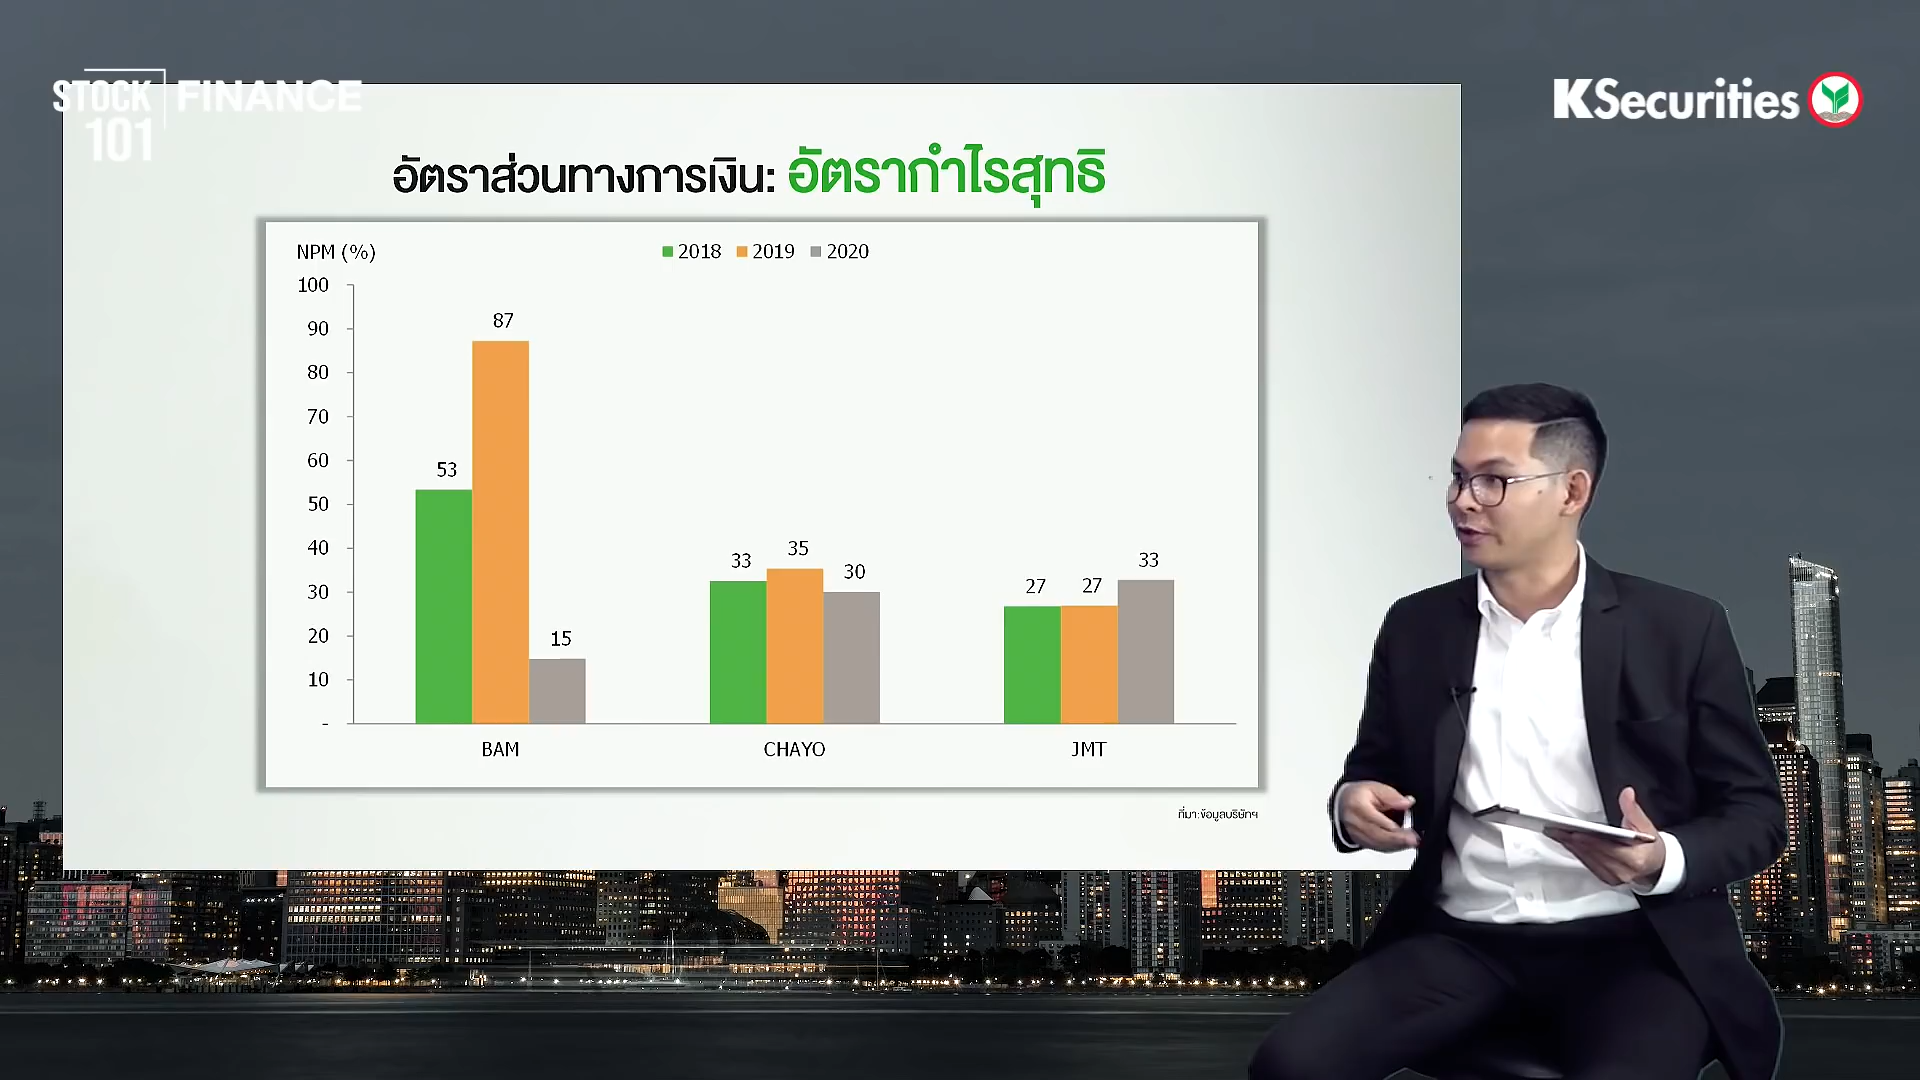 STOCK
101
FINANCE
KSecurities
อัตราส่วนทางการเงิน: อัตรากำไรสุทธิ
NPM (%)
2018 2019 2020
100
90
80
70
60
50
40
30
20
10
-
53
87
15
33
35
30
27
27
33
BAM
CHAYO
JMT
ที่มา:ข้อมูลบริษัทฯ